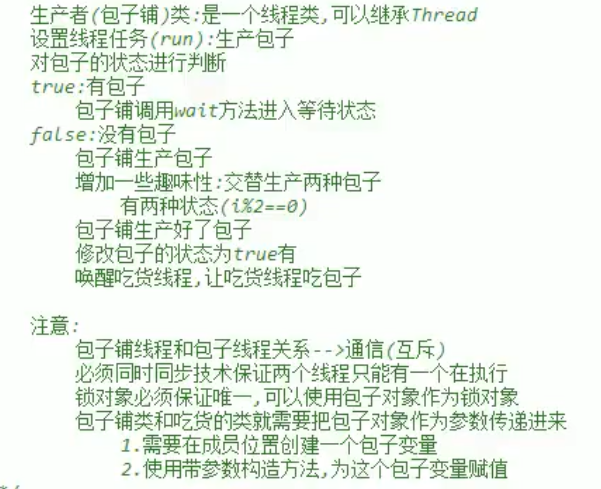 生产者(包子铺)类:是一个线程类,可以继承Thread
设置线程任务(run):生产包子
对包子的状态进行判断
true:有包子
包子铺调用wait方法进入等待状态
false:没有包子
包子铺生产包子
增加一些趣味性:交替生产两种包子
有两种状态(i%2==0)
包子铺生产好了包子
修改包子的状态为true有
唤醒吃货线程,让吃货线程吃包子
注意:
包子铺线程和包子线程关系-->通信(互斥)
必须同时同步技术保证两个线程只能有一个在执行
锁对象必须保证唯一,可以使用包子对象作为锁对象
包子铺类和吃货的类就需要把包子对象作为参数传递进来
1.需要在成员位置创建一个包子变量
2.使用带参数构造方法,为这个包子变量赋值
*/